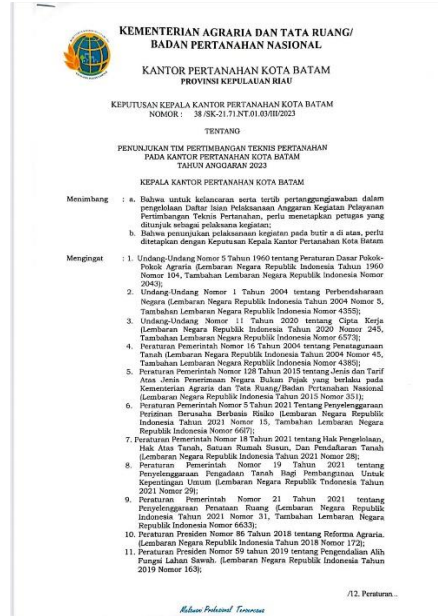 KEMENTERIAN AGRARIA DAN TATA RUANG/
BADAN PERTANAHAN NASIONAL
KANTOR PERTANAHAN KOTA BATAM
PROVINSI KEPULAUAN RIAU
KEPUTUSAN KEPALA KANTOR PERTANAHAN KOTA BATAM
NOMOR : 38 /SK-21.71.NT.01.03/III/2023
TENTANG
PENUNJUKAN TIM PERTIMBANGAN TEKNIS PERTANAHAN
PADA KANTOR PERTANAHAN KOTA BATAM
TAHUN ANGGARAN 2023
KEPALA KANTOR PERTANAHAN KOTA BATAM
Menimbang : a. Bahwa untuk kelancaran serta tertib pertanggungjawaban dalam
pengelolaan Daftar Isian Pelaksanaan Anggaran Kegiatan Pelayanan
Pertimbangan Teknis Pertanahan, perlu menetapkan petugas yang
ditunjuk sebagai pelaksana kegiatan;
b. Bahwa penunjukan pelaksanaan kegiatan pada butir a di atas, perlu
ditetapkan dengan Keputusan Kepala Kantor Pertanahan Kota Batam
Mengingat : 1. Undang-Undang Nomor 5 Tahun 1960 tentang Peraturan Dasar Pokok-
Pokok Agraria (Lembaran Negara Republik Indonesia Tahun 1960
Nomor 104, Tambahan Lembaran Negara Republik Indonesia Nomor
2043);
2. Undang-Undang Nomor 1 Tahun 2004 tentang Perbendaharaan
Negara (Lembaran Negara Republik Indonesia Tahun 2004 Nomor 5,
Tambahan Lembaran Negara Republik Indonesia Nomor 4355);
3. Undang-Undang Nomor 11 Tahun 2020 tentang Cipta Kerja
(Lembaran Negara Republik Indonesia Tahun 2020 Nomor 245,
Tambahan Lembaran Negara Republik Indonesia Nomor 6573);
4. Peraturan Pemerintah Nomor 16 Tahun 2004 tentang Penatagunaan
Tanah (Lembaran Negara Republik Indonesia Tahun 2004 Nomor 45,
Tambahan Lembaran Negara Republik Indonesia Nomor 4385);
5. Peraturan Pemerintah Nomor 128 Tahun 2015 tentang Jenis dan Tarif
Atas Jenis Penerimaan Negara Bukan Pajak yang berlaku pada
Kementerian Agraria dan Tata Ruang/Badan Pertanahan Nasional
(Lembaran Negara Republik Indonesia Tahun 2015 Nomor 351);
6. Peraturan Pemerintah Nomor 5 Tahun 2021 Tentang Penyelenggaraan
Perizinan Berusaha Berbasis Risiko (Lembaran Negara Republik
Indonesia Tahun 2021 Nomor 15, Tambahan Lembaran Negara
Republik Indonesia Nomor 6617);
7. Peraturan Pemerintah Nomor 18 Tahun 2021 tentang Hak Pengelolaan,
Hak Atas Tanah, Satuan Rumah Susun, Dan Pendaftaran Tanah
(Lembaran Negara Republik Indonesia Tahun 2021 Nomor 28);
8. Peraturan Pemerintah Nomor 19 Tahun 2021 tentang
Penyelenggaraan Pengadaan Tanah Bagi Pembangunan Untuk
Kepentingan Umum (Lembaran Negara Republik Indonesia Tahun
2021 Nomor 29);
9. Peraturan Pemerintah Nomor 21 Tahun 2021 tentang
Penyelenggaraan Penataan Ruang (Lembaran Negara Republik
Indonesia Tahun 2021 Nomor 31, Tambahan Lembaran Negara
Republik Indonesia Nomor 6633);
10. Peraturan Presiden Nomor 86 Tahun 2018 tentang Reforma Agraria.
(Lembaran Negara Republik Indonesia Tahun 2018 Nomor 172);
11. Peraturan Presiden Nomor 59 tahun 2019 tentang Pengendalian Alih
Fungsi Lahan Sawah. (Lembaran Negara Republik Indonesia Tahun
2019 Nomor 163);
/12. Peraturan...
Melayani Profesional Terpercaya